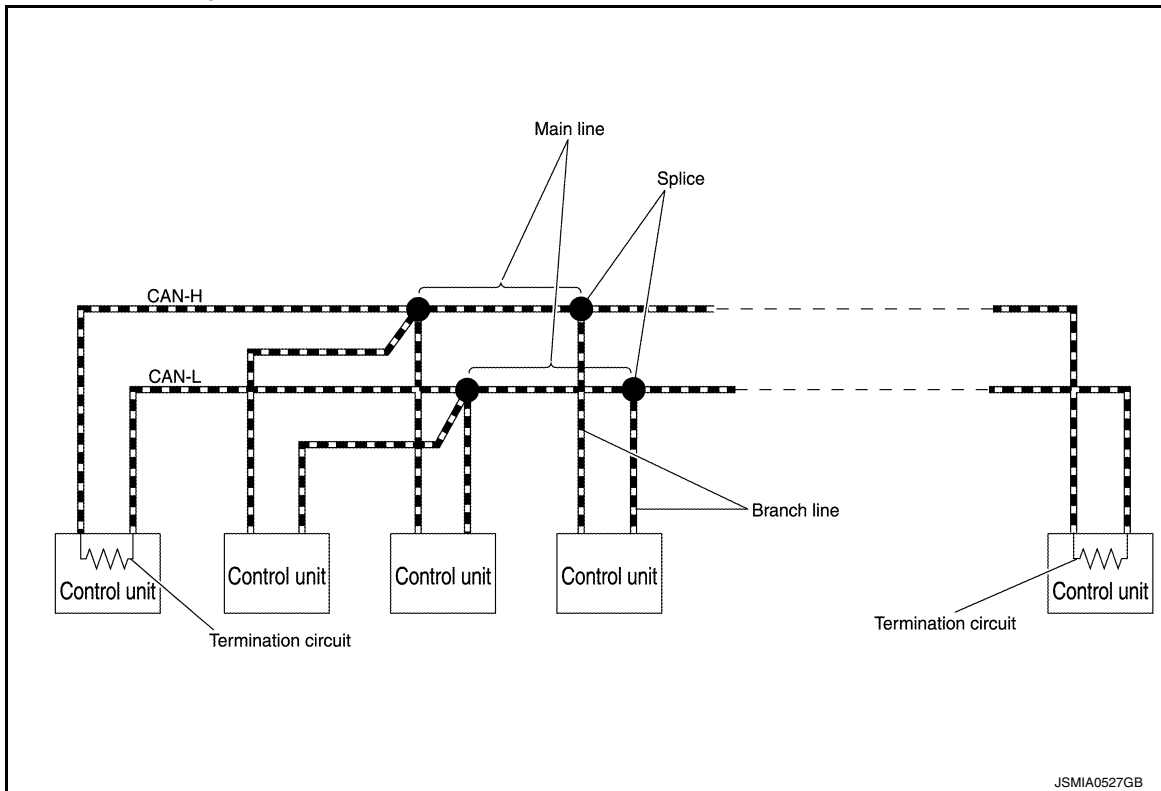 Main line
Splice
CAN-H
CAN-L
Branch line
Control unit
Control unit
Control unit
Control unit
Control unit
Termination circuit
Termination circuit
JSMIA0527GB